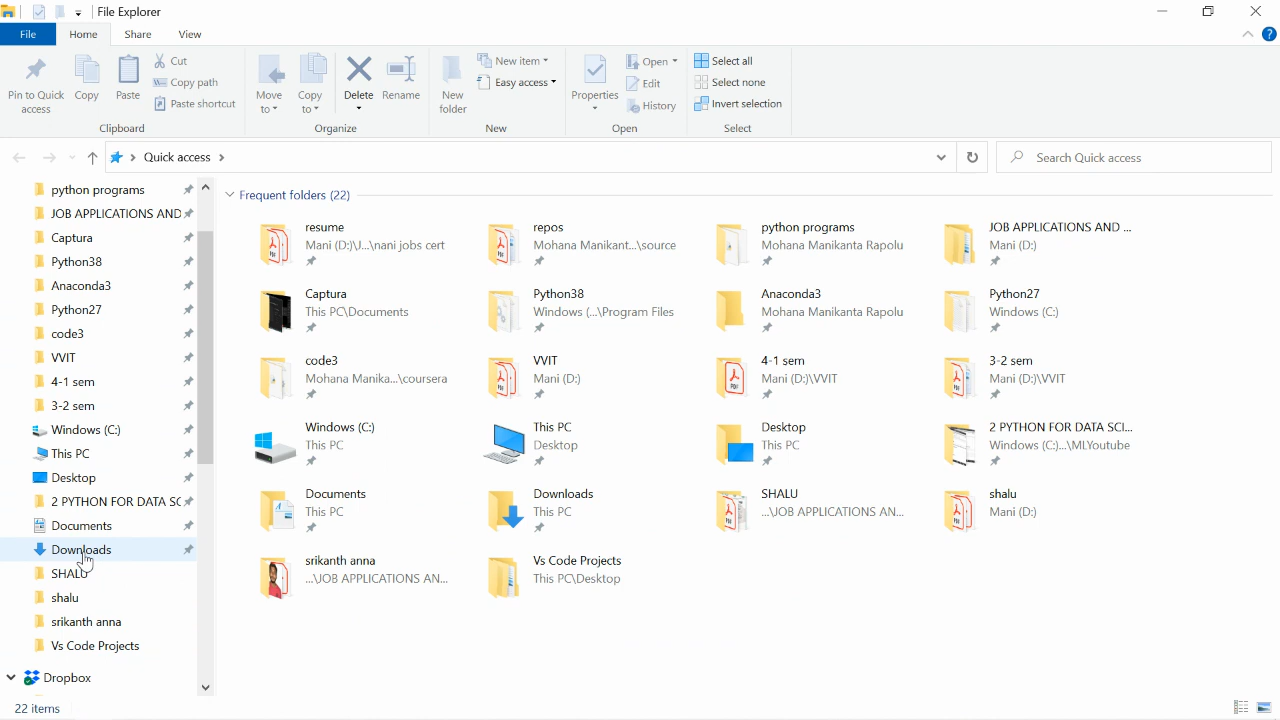 File Explorer
File
Home
Share
View
Pin to Quick
access
Copy
Paste
Cut
Copy path
Paste shortcut
Clipboard
Move
to
Copy
to
Delete
Rename
Organize
New
folder
New item
Easy access
New
Properties
Open
Edit
History
Open
Select all
Select none
Invert selection
Select
Quick access
Search Quick access
python programs
JOB APPLICATIONS AND
Captura
Python38
Anaconda3
Python27
code3
VVIT
4-1 sem
3-2 sem
Windows (C:)
This PC
Desktop
2 PYTHON FOR DATA SC
Documents
Downloads
SHALU
shalu
srikanth anna
Vs Code Projects
Dropbox
Frequent folders (22)
resume
Mani (D:)\J...\nani jobs cert
repos
Mohana Manikant...\source
python programs
Mohana Manikanta Rapolu
JOB APPLICATIONS AND ...
Mani (D:)
Captura
This PC\Documents
Python38
Windows (...\Program Files
Anaconda3
Mohana Manikanta Rapolu
Python27
Windows (C:)
code3
Mohana Manika...\coursera
VVIT
Mani (D:)
4-1 sem
Mani (D:)\VVIT
3-2 sem
Mani (D:)\VVIT
Windows (C:)
This PC
This PC
Desktop
Desktop
This PC
2 PYTHON FOR DATA SCI...
Windows (C:)...\MLYoutube
Documents
This PC
Downloads
This PC
SHALU
...\JOB APPLICATIONS AN...
shalu
Mani (D:)
srikanth anna
...\JOB APPLICATIONS AN...
Vs Code Projects
This PC\Desktop
22 items